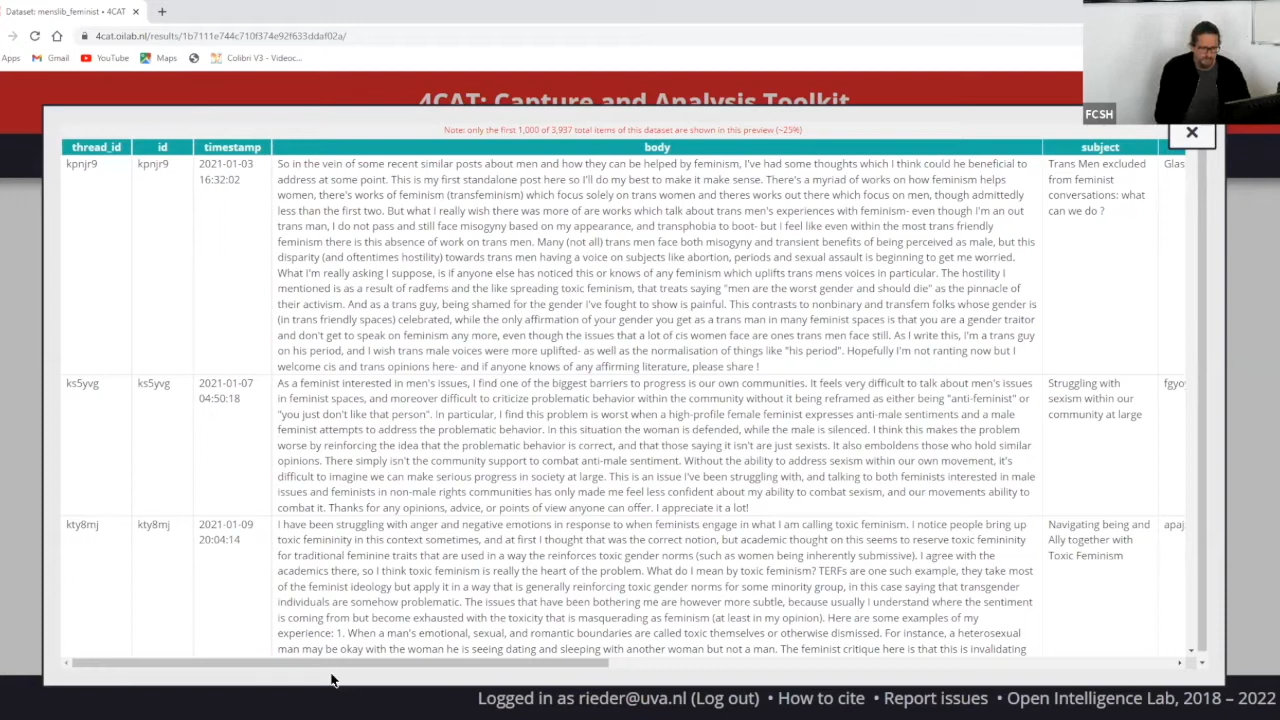 Dataset: menslib_feminist • 4CAT
4cat.oilab.nl/results/1b7111e744c710f374e92f633ddaf02a/
Apps Gmail YouTube Maps Colibri V3 - Videoc...
4CAT: Capture and Analysis Toolkit
FCSH
Note: only the first 1,000 of 3,937 total items of this dataset are shown in this preview (~25%)
thread_id id timestamp body subject
kpnjr9 kpnjr9 2021-01-03
16:32:02
So in the vein of some recent similar posts about men and how they can be helped by feminism, I've had some thoughts which I think could be beneficial to
address at some point. This is my first standalone post here so I'll do my best to make it make sense. There's a myriad of works on how feminism helps
women, there's works of feminism (transfeminism) which focus solely on trans women and theres works out there which focus on men, though admittedly
less than the first two. But what I really wish there was more of are works which talk about trans men's experiences with feminism- even though I'm an out
trans man, I do not pass and still face misogyny based on my appearance, and transphobia to boot- but I feel like even within the most trans friendly
feminism there is this absence of work on trans men. Many (not all) trans men face both misogyny and transient benefits of being perceived as male, but this
disparity (and oftentimes hostility) towards trans men having a voice on subjects like abortion, periods and sexual assault is beginning to get me worried.
What I'm really asking I suppose, is if anyone else has noticed this or knows of any feminism which uplifts trans mens voices in particular. The hostility I
mentioned is as a result of radfems and the like spreading toxic feminism, that treats saying "men are the worst gender and should die" as the pinnacle of
their activism. And as a trans guy, being shamed for the gender I've fought to show is painful. This contrasts to nonbinary and transfem folks whose gender is
(in trans friendly spaces) celebrated, while the only affirmation of your gender you get as a trans man in many feminist spaces is that you are a gender traitor
and don't get to speak on feminism any more, even though the issues that a lot of cis women face are ones trans men face still. As I write this, i'm a trans guy
on his period, and I wish trans male voices were more uplifted- as well as the normalisation of things like "his period". Hopefully I'm not ranting now but I
welcome cis and trans opinions here- and if anyone knows of any affirming literature, please share !
Trans Men excluded
from feminist
conversations: what
can we do ?
Glas
ks5yvg ks5yvg 2021-01-07
04:50:18
As a feminist interested in men's issues, I find one of the biggest barriers to progress is our own communities. It feels very difficult to talk about men's issues
in feminist spaces, and moreover difficult to criticize problematic behavior within the community without it being reframed as either being "anti-feminist" or
"you just don't like that person". In particular, I find this problem is worst when a high-profile female feminist expresses anti-male sentiments and a male
feminist attempts to address the problematic behavior. In this situation the woman is defended, while the male is silenced. I think this makes the problem
worse by reinforcing the idea that the problematic behavior is correct, and that those saying it isn't are just sexists. It also emboldens those who hold similar
opinions. There simply isn't the community support to combat anti-male sentiment. Without the ability to address sexism within our own movement, it's
difficult to imagine we can make serious progress in society at large. This is an issue I've been struggling with, and talking to both feminists interested in male
issues and feminists in non-male rights communities has only made me feel less confident about my ability to combat sexism, and our movements ability to
combat it. Thanks for any opinions, advice, or points of view anyone can offer. I appreciate it a lot!
Struggling with
sexism within our
community at large
fgyo
kty8mj kty8mj 2021-01-09
20:04:14
I have been struggling with anger and negative emotions in response to when feminists engage in what I am calling toxic feminism. I notice people bring up
toxic femininity in this context sometimes, and at first I thought that was the correct notion, but academic thought on this seems to reserve toxic femininity
for traditional feminine traits that are used in a way the reinforces toxic gender norms (such as women being inherently submissive). I agree with the
academics there, so I think toxic feminism is really the heart of the problem. What do I mean by toxic feminism? TERFs are one such example, they take most
of the feminist ideology but apply it in a way that is generally reinforcing toxic gender norms for some minority group, in this case saying that transgender
individuals are somehow problematic. The issues that have been bothering me are however more subtle, because usually I understand where the sentiment
is coming from but become exhausted with the toxicity that is masquerading as feminism (at least in my opinion). Here are some examples of my
experience: 1. When a man's emotional, sexual, and romantic boundaries are called toxic themselves or otherwise dismissed. For instance, a heterosexual
man may be okay with the woman he is seeing dating and sleeping with another woman but not a man. The feminist critique here is that this is invalidating
Navigating being and
Ally together with
Toxic Feminism
apaj
Logged in as rieder@uva.nl (Log out) • How to cite • Report issues • Open Intelligence Lab, 2018 – 2022